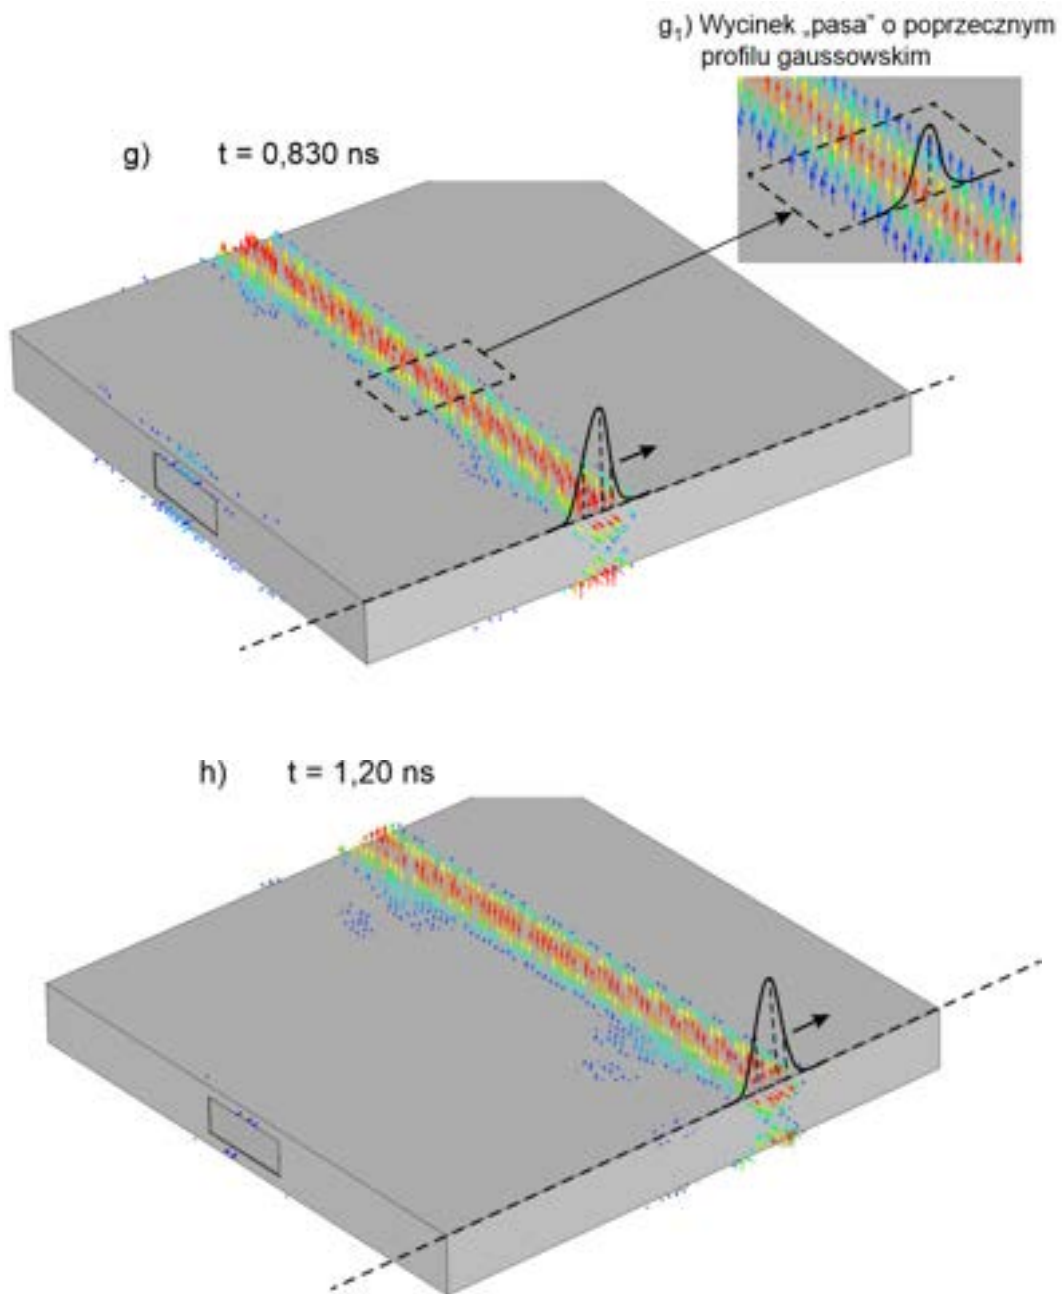 g₁) Wycinek „pasa” o poprzecznym
profilu gaussowskim
g) t = 0,830 ns
h) t = 1,20 ns